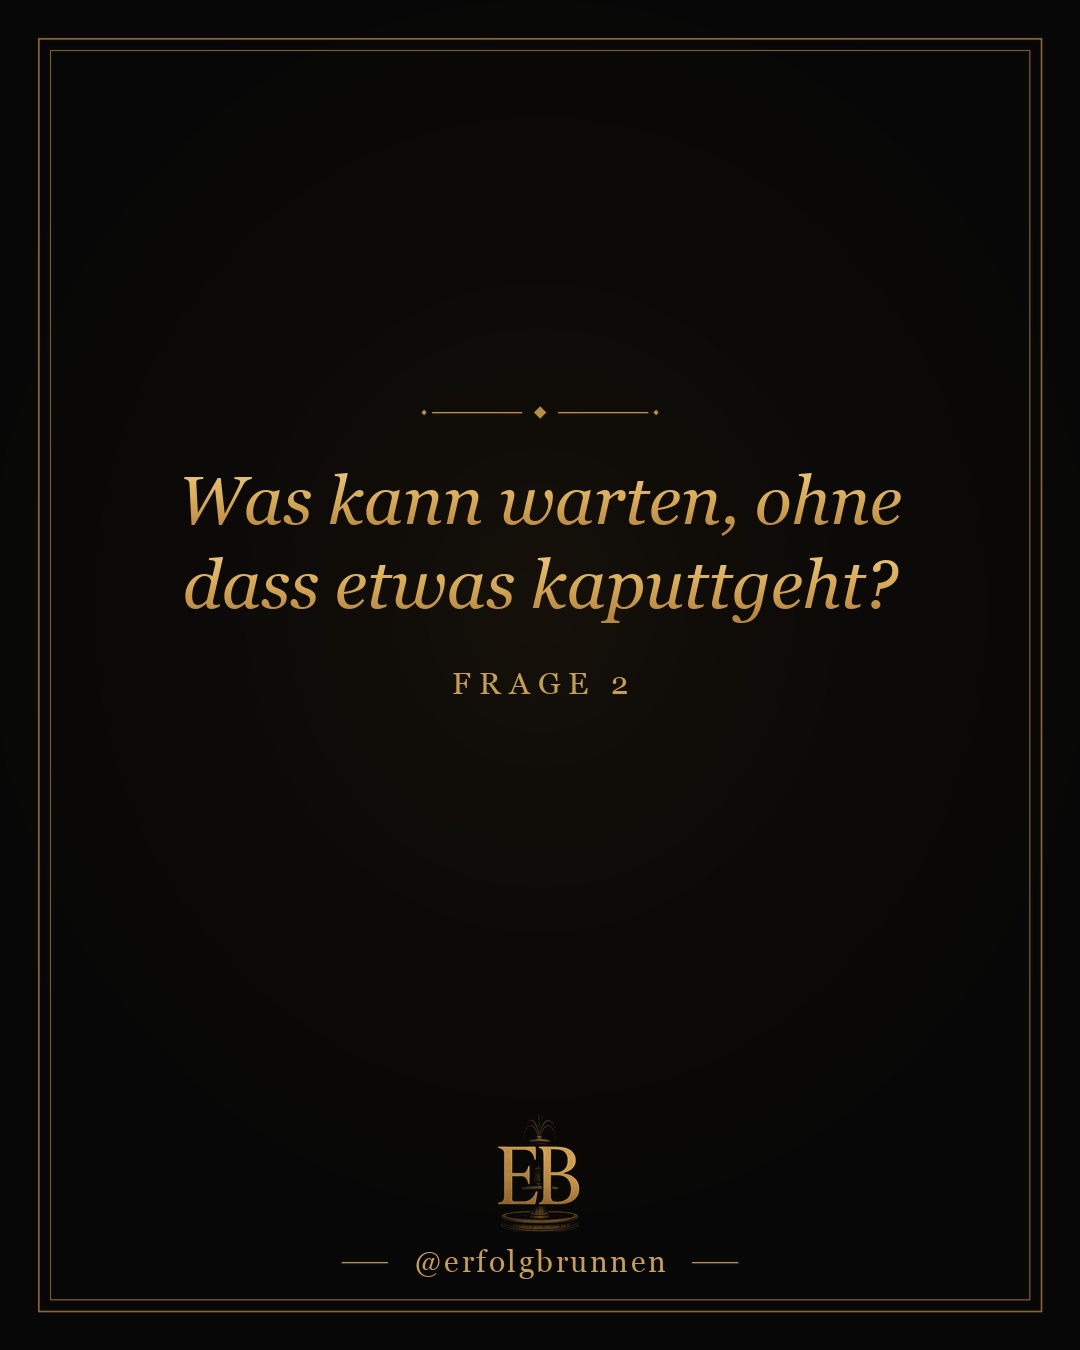 Was kann warten, ohne
dass etwas kaputtgeht?
FRAGE 2
EB
@erfolgbrunnen